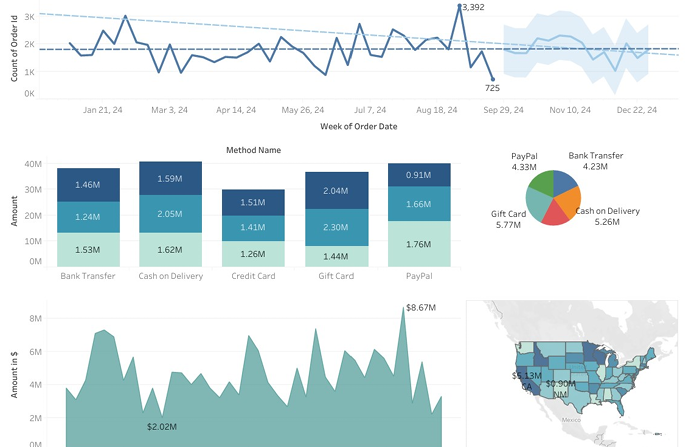 3K
3,392
Count of Order Id
2K
1K
0K
725
Jan 21, 24
Mar 3, 24
Apr 14, 24
May 26, 24
Jul 7, 24
Aug 18, 24
Sep 29, 24
Nov 10, 24
Dec 22, 24
Week of Order Date
Method Name
40M
30M
20M
10M
0M
Amount
1.46M
1.24M
1.53M
1.59M
2.05M
1.62M
1.51M
1.41M
1.26M
2.04M
2.30M
1.44M
0.91M
1.66M
1.76M
Bank Transfer
Cash on Delivery
Credit Card
Gift Card
PayPal
PayPal
4.33M
Bank Transfer
4.23M
Gift Card
5.77M
Cash on Delivery
5.26M
Amount in $
8M
6M
4M
2M
0M
$8.67M
$2.02M
$5.13M
CA
$0.90M
NM
Mexico